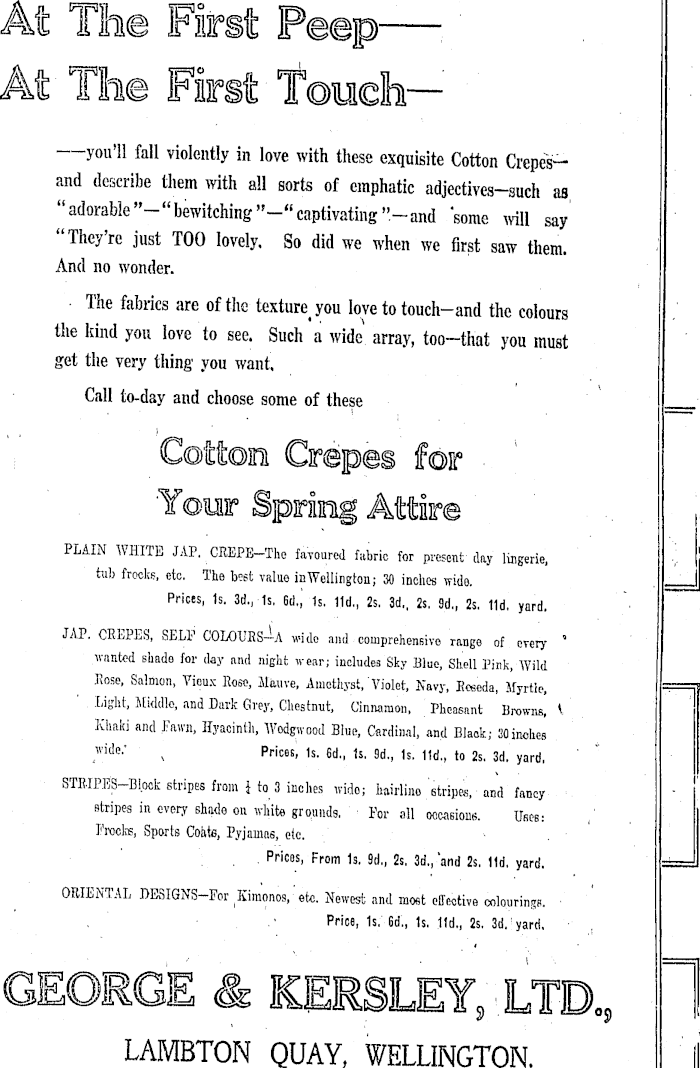 At The First Peep—
At The First Touch—
——you'll fall violently in love with these exquisite Cotton Crepes—
and describe them with all sorts of emphatic adjectives—such as
"adorable"—"bewitching"—"captivating"—and some will say
"They're just TOO lovely. So did we when we first saw them.
And no wonder.
The fabrics are of the texture you love to touch—and the colours
the kind you love to see. Such a wide array, too—that you must
get the very thing you want.
Call to-day and choose some of these
Cotton Crepes for
Your Spring Attire
PLAIN WHITE JAP. CREPE—The favoured fabric for present day lingerie,
tub frocks, etc. The best value in Wellington; 30 inches wide.
Prices, 1s. 3d., 1s. 6d., 1s. 11d., 2s. 3d., 2s. 9d., 2s. 11d. yard.
JAP. CREPES, SELF COLOURS—A wide and comprehensive range of every
wanted shade for day and night wear; includes Sky Blue, Shell Pink, Wild
Rose, Salmon, Vieux Rose, Mauve, Amethyst, Violet, Navy, Reseda, Myrtle,
Light, Middle, and Dark Grey, Chestnut, Cinnamon, Pheasant Browns,
Khaki and Fawn, Hyacinth, Wedgwood Blue, Cardinal, and Black; 30 inches
wide. Prices, 1s. 6d., 1s. 9d., 1s. 11d., to 2s. 3d. yard.
STRIPES—Block stripes from ¼ to 3 inches wide; hairline stripes, and fancy
stripes in every shade on white grounds. For all occasions. Uses:
Frocks, Sports Coats, Pyjamas, etc.
Prices, From 1s. 9d., 2s. 3d., and 2s. 11d. yard.
ORIENTAL DESIGNS—For Kimonos, etc. Newest and most effective colourings.
Price, 1s. 6d., 1s. 11d., 2s. 3d. yard.
GEORGE & KERSLEY, LTD.,
LAMBTON QUAY, WELLINGTON.